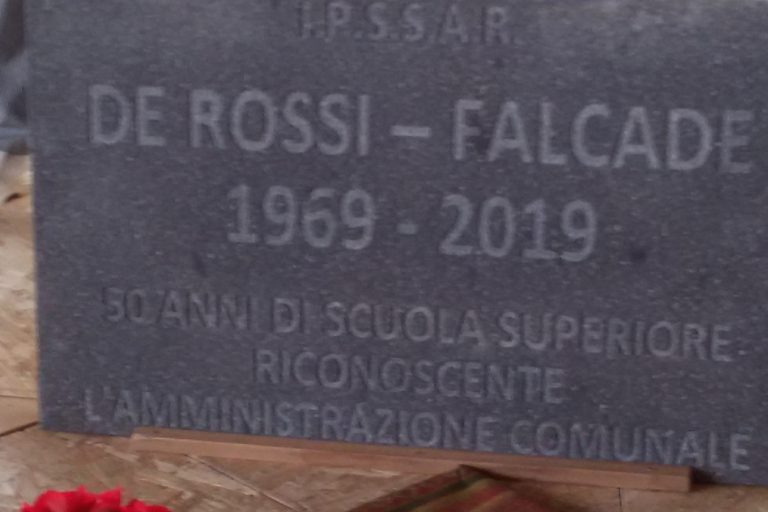 I.P.S.S.A.R.
DE ROSSI – FALCADE
1969 - 2019
50 ANNI DI SCUOLA SUPERIORE
RICONOSCENTE
L'AMMINISTRAZIONE COMUNALE